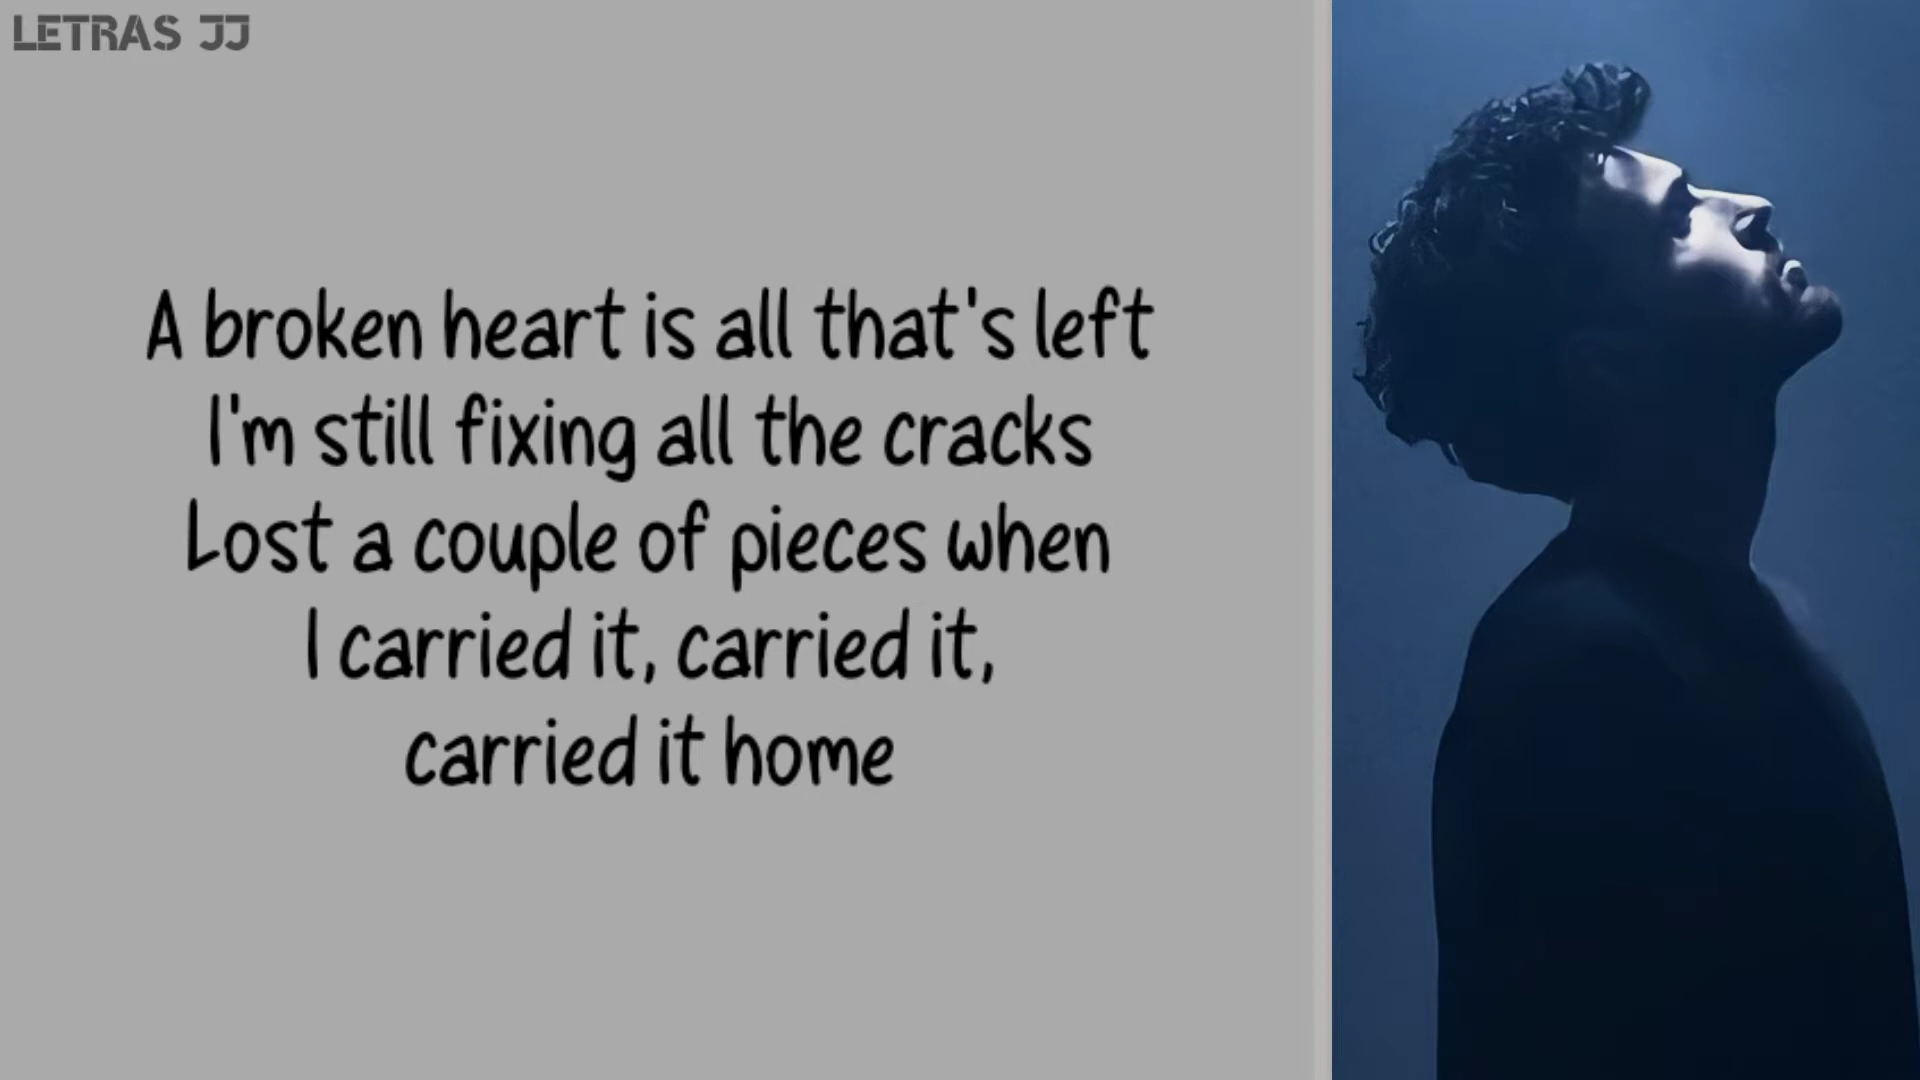 LETRAS JJ
A broken heart is all that's left
I'm still fixing all the cracks
Lost a couple of pieces when
I carried it, carried it,
carried it home